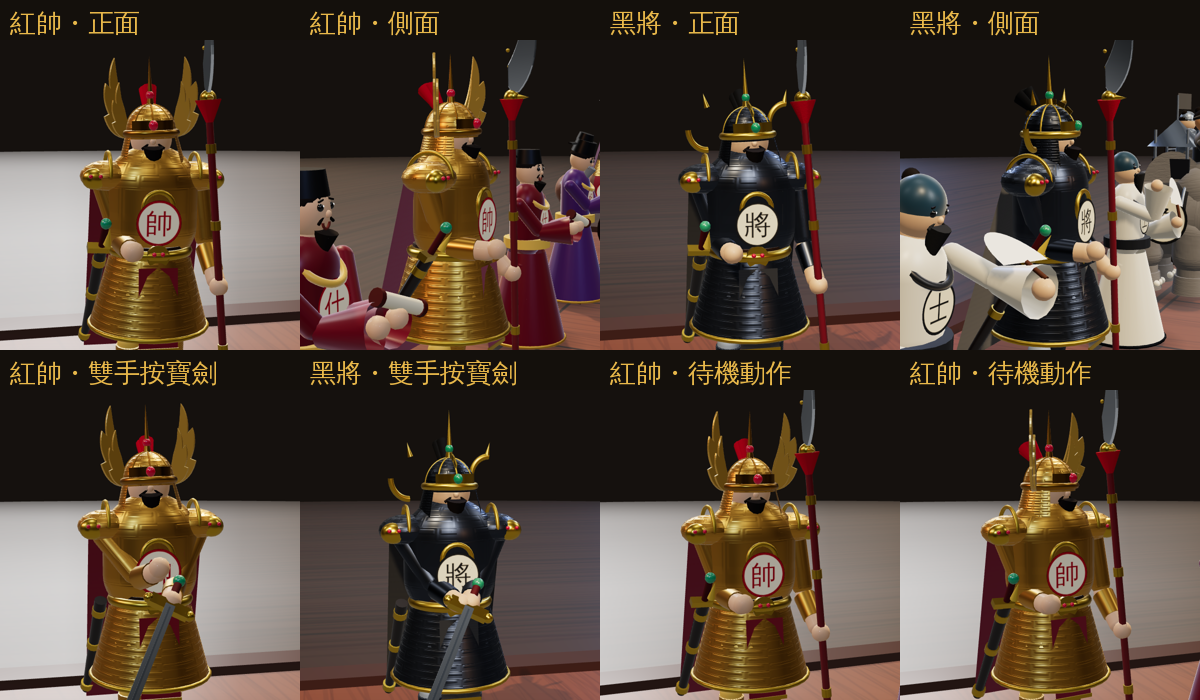 紅帥・正面
紅帥・側面
黑將・正面
黑將・側面
帥
仕
帥
將
士
將
紅帥・雙手按寶劍
黑將・雙手按寶劍
紅帥・待機動作
紅帥・待機動作
將
帥
帥